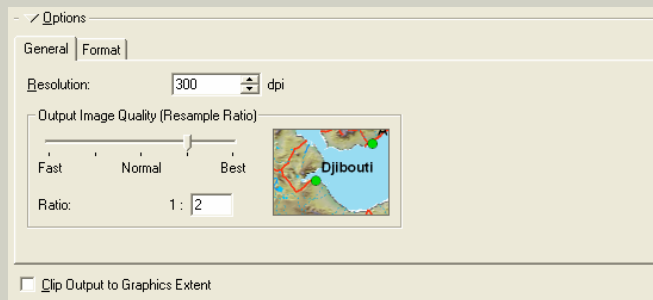 Options
General Format
Resolution: 300 dpi
Output Image Quality (Resample Ratio)
Fast Normal Best
Djibouti
Ratio: 1 : 2
Clip Output to Graphics Extent